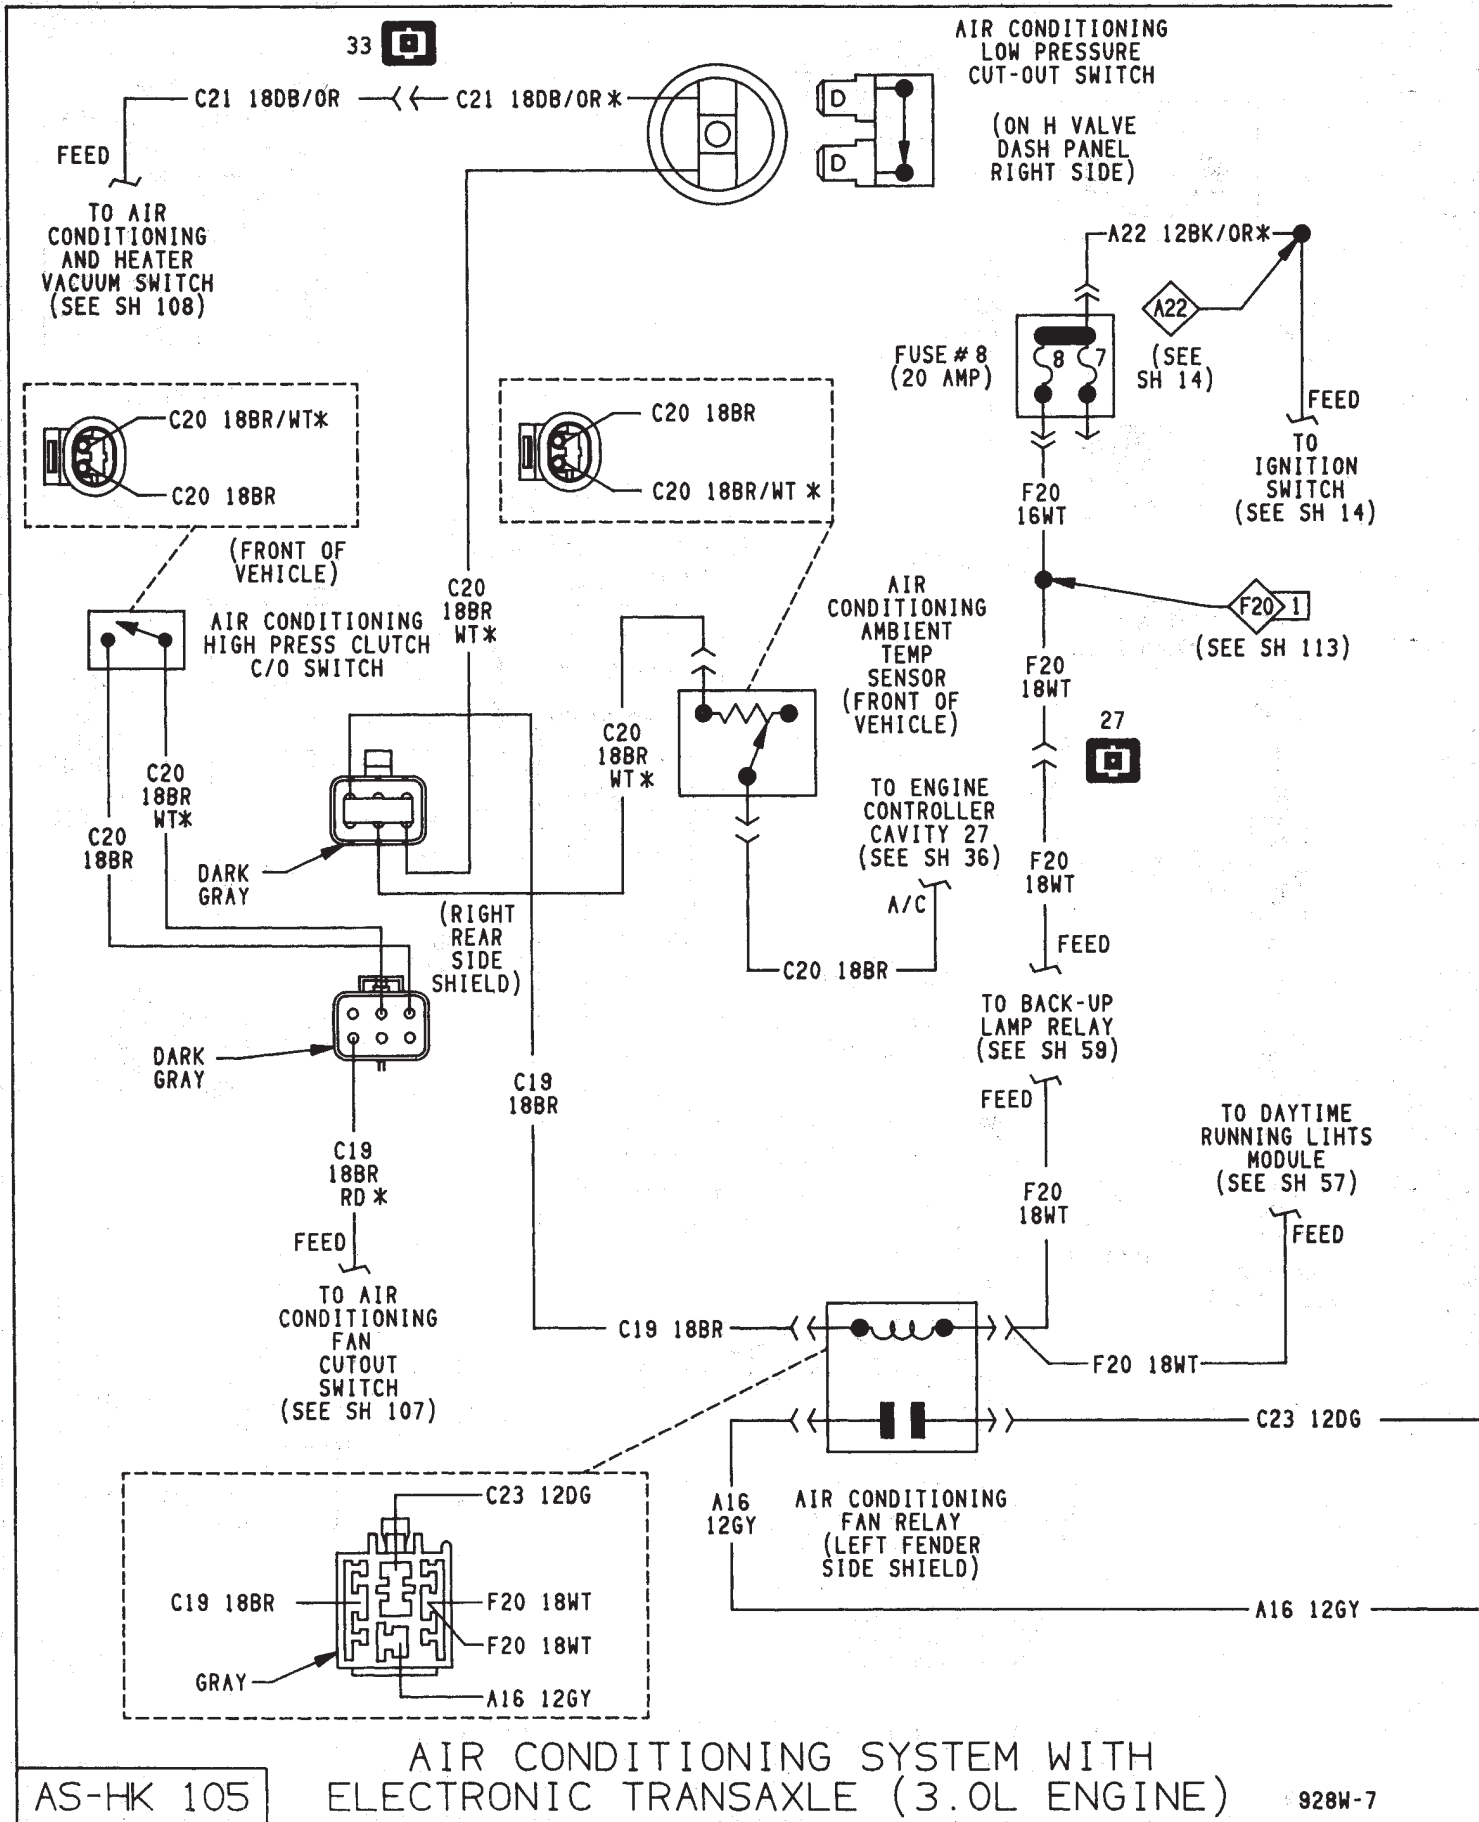 33
C21 18DB/OR
C21 18DB/OR*
AIR CONDITIONING
LOW PRESSURE
CUT-OUT SWITCH
D
D
(ON H VALVE
DASH PANEL
RIGHT SIDE)
FEED
TO AIR
CONDITIONING
AND HEATER
VACUUM SWITCH
(SEE SH 108)
A22 12BK/OR*
A22
(SEE
SH 14)
FUSE # 8
(20 AMP)
8
7
FEED
TO
IGNITION
SWITCH
(SEE SH 14)
C20 18BR/WT*
C20 18BR
(FRONT OF
VEHICLE)
C20 18BR
C20 18BR/WT *
F20
16WT
AIR CONDITIONING
HIGH PRESS CLUTCH
C/O SWITCH
C20
18BR
WT*
AIR
CONDITIONING
AMBIENT
TEMP
SENSOR
(FRONT OF
VEHICLE)
F20
1
(SEE SH 113)
F20
18WT
27
C20
18BR
WT*
C20
18BR
C20
18BR
WT*
DARK
GRAY
TO ENGINE
CONTROLLER
CAVITY 27
(SEE SH 36)
A/C
C20 18BR
F20
18WT
FEED
(RIGHT
REAR
SIDE
SHIELD)
DARK
GRAY
TO BACK-UP
LAMP RELAY
(SEE SH 59)
FEED
C19
18BR
C19
18BR
RD *
FEED
TO AIR
CONDITIONING
FAN
CUTOUT
SWITCH
(SEE SH 107)
F20
18WT
TO DAYTIME
RUNNING LIHTS
MODULE
(SEE SH 57)
FEED
C19 18BR
F20 18WT
C23 12DG
A16
12GY
AIR CONDITIONING
FAN RELAY
(LEFT FENDER
SIDE SHIELD)
A16 12GY
C23 12DG
C19 18BR
F20 18WT
F20 18WT
GRAY
A16 12GY
AIR CONDITIONING SYSTEM WITH
ELECTRONIC TRANSAXLE (3.0L ENGINE)
AS-HK 105
928W-7